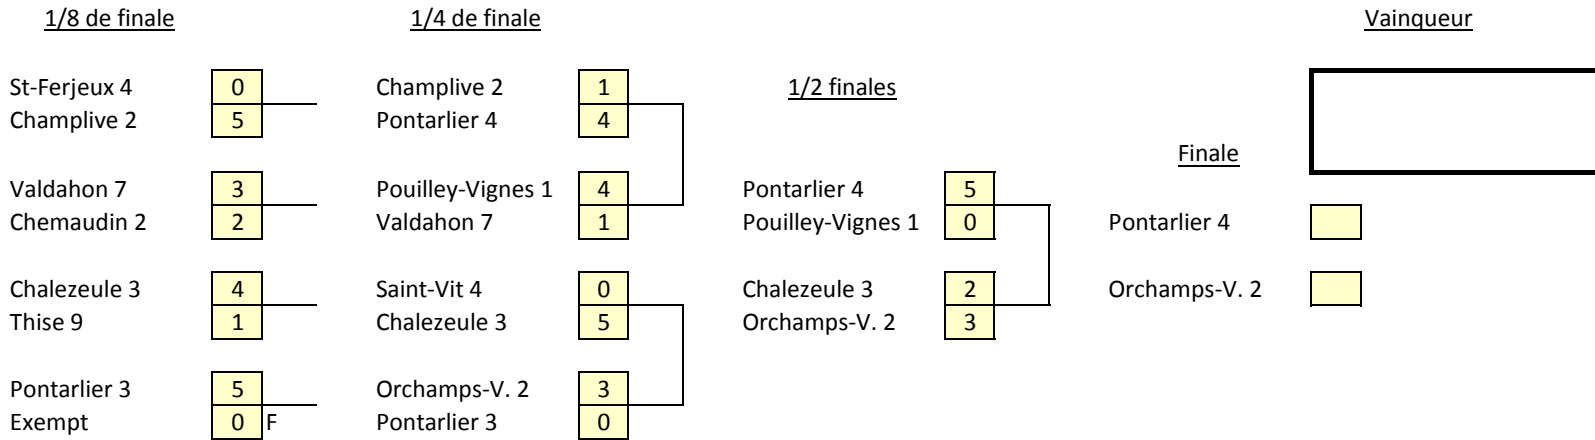 1/8 de finale 1/4 de finale Vainqueur
St-Ferjeux 4 0 Champlive 2 1 1/2 finales
Champlive 2 5 Pontarlier 4 4
Finale
Valdahon 7 3 Pouilley-Vignes 1 4 Pontarlier 4 5
Chemaudin 2 2 Valdahon 7 1 Pouilley-Vignes 1 0 Pontarlier 4
Chalezeule 3 4 Saint-Vit 4 0 Chalezeule 3 2 Orchamps-V. 2
Thise 9 1 Chalezeule 3 5 Orchamps-V. 2 3
Pontarlier 3 5 Orchamps-V. 2 3
Exempt 0 F Pontarlier 3 0